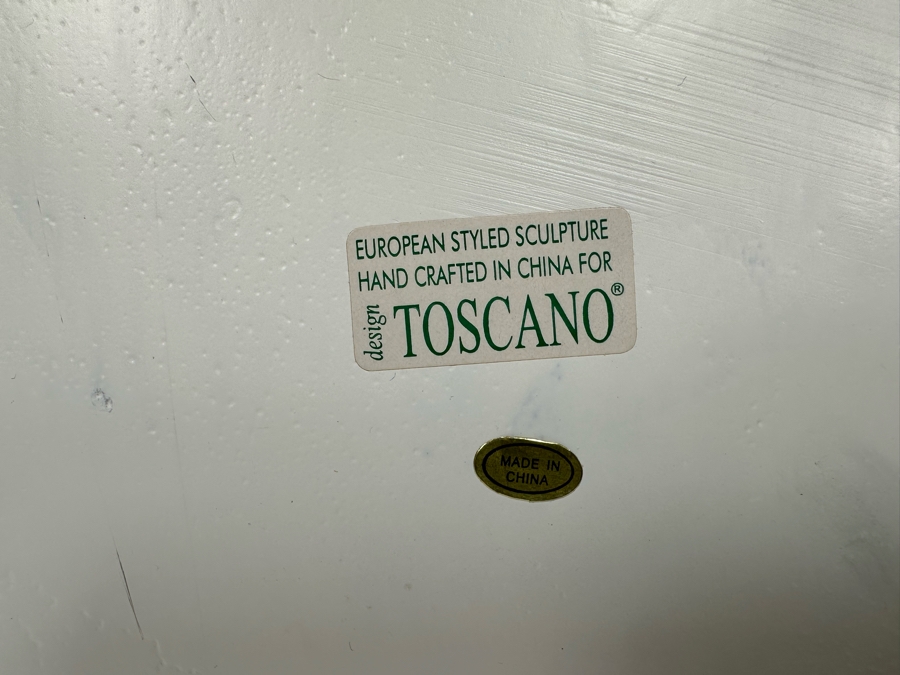 EUROPEAN STYLED SCULPTURE
HAND CRAFTED IN CHINA FOR
design TOSCANO®
MADE IN
CHINA